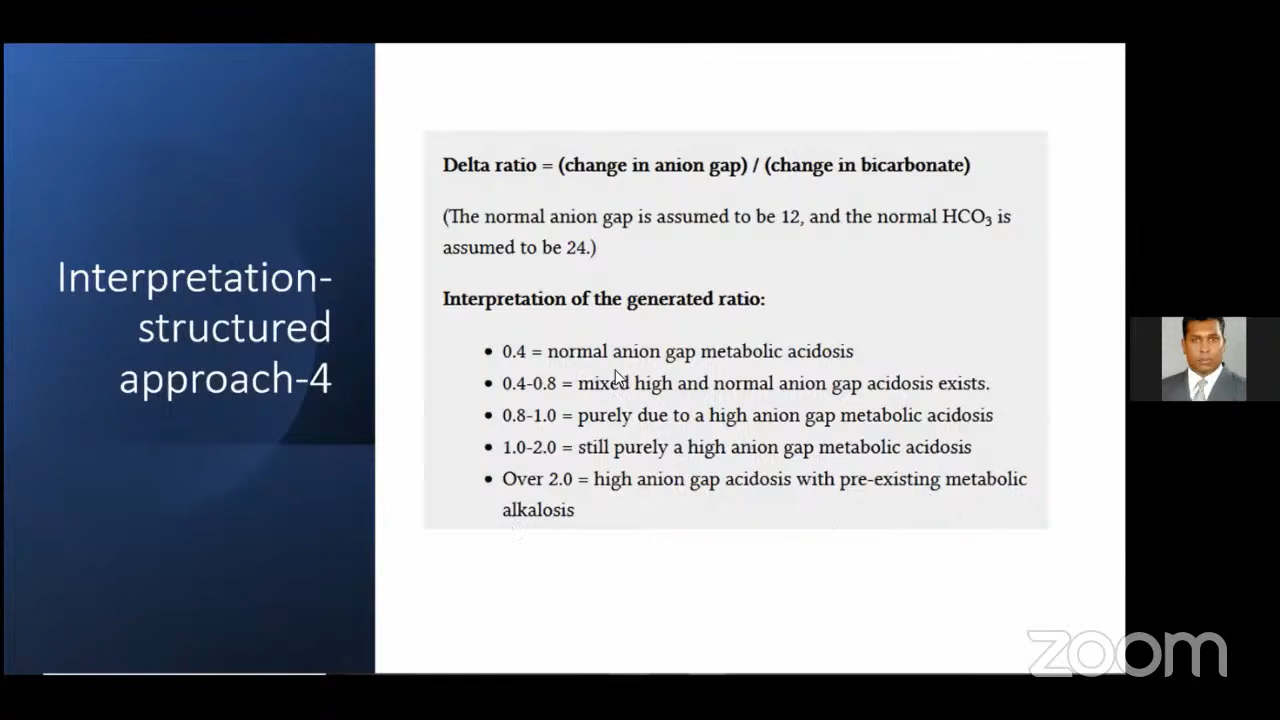 Interpretation-
structured
approach-4
Delta ratio = (change in anion gap) / (change in bicarbonate)
(The normal anion gap is assumed to be 12, and the normal HCO₃ is
assumed to be 24.)
Interpretation of the generated ratio:
• 0.4 = normal anion gap metabolic acidosis
• 0.4-0.8 = mixed high and normal anion gap acidosis exists.
• 0.8-1.0 = purely due to a high anion gap metabolic acidosis
• 1.0-2.0 = still purely a high anion gap metabolic acidosis
• Over 2.0 = high anion gap acidosis with pre-existing metabolic
alkalosis
zoom